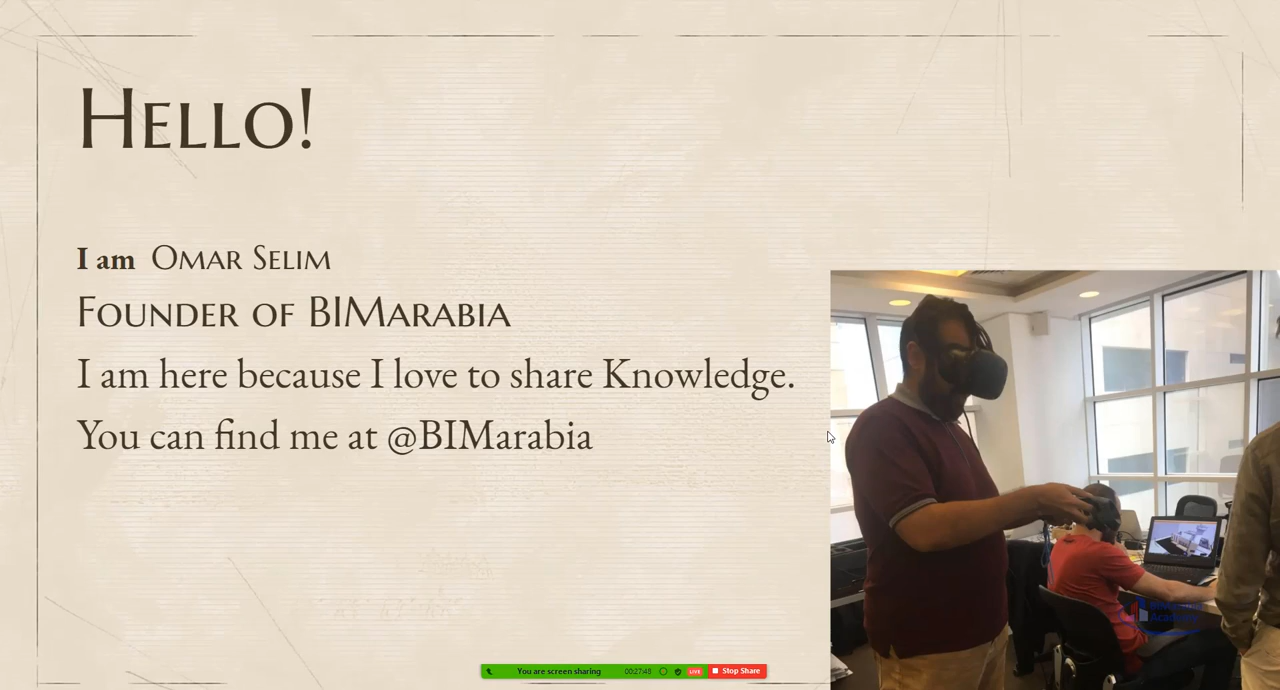 Hello!
I am Omar Selim
Founder of BIMarabia
I am here because I love to share Knowledge.
You can find me at @BIMarabia
You are screen sharing 00:27:48 LIVE Stop Share